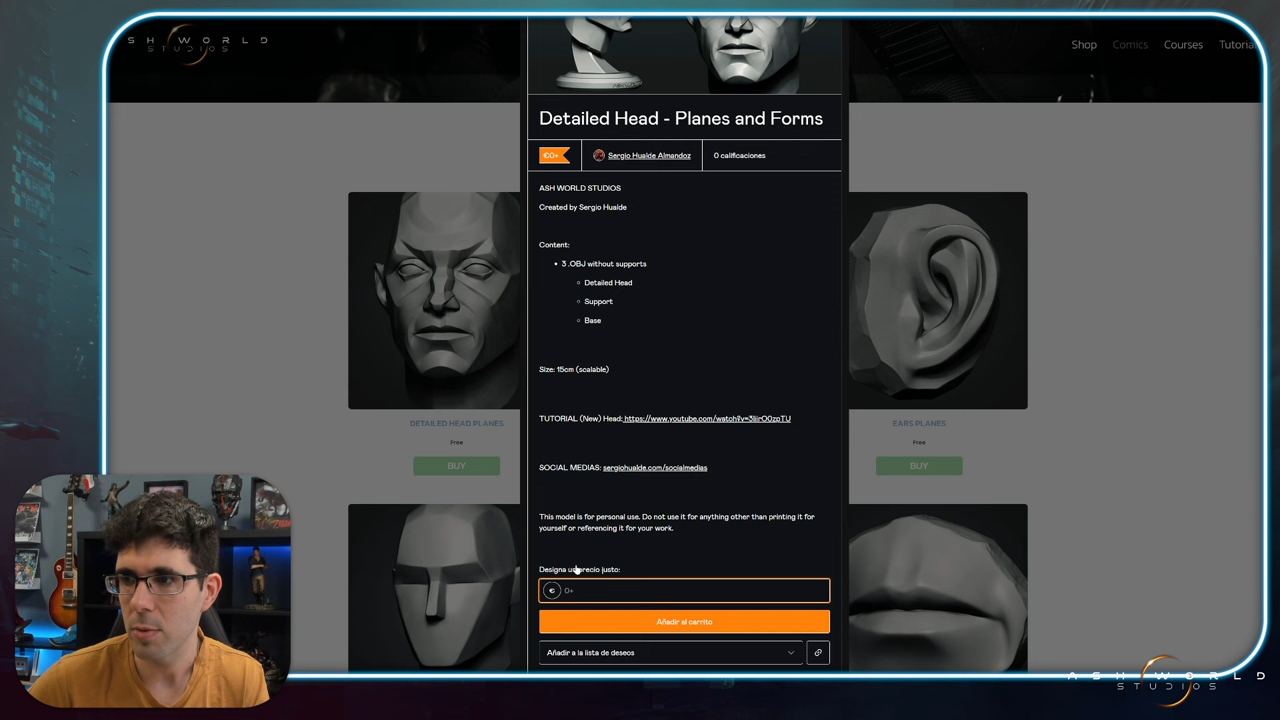 SH WORLD
STUDIOS
Shop Comics Courses Tutorial
Detailed Head - Planes and Forms
€0+ Sergio Hualde Almandoz 0 calificaciones
ASH WORLD STUDIOS
Created by Sergio Hualde
Content:
3 .OBJ without supports
Detailed Head
Support
Base
Size: 15cm (scalable)
DETAILED HEAD PLANES
Free
BUY
EARS PLANES
Free
BUY
TUTORIAL (New) Head:
SOCIAL MEDIAS: sergiohualde.com/socialmedias
This model is for personal use. Do not use it for anything other than printing it for
yourself or referencing it for your work.
Designa un precio justo:
€ 0+
Añadir al carrito
Añadir a la lista de deseos
ASH WORLD
STUDIOS